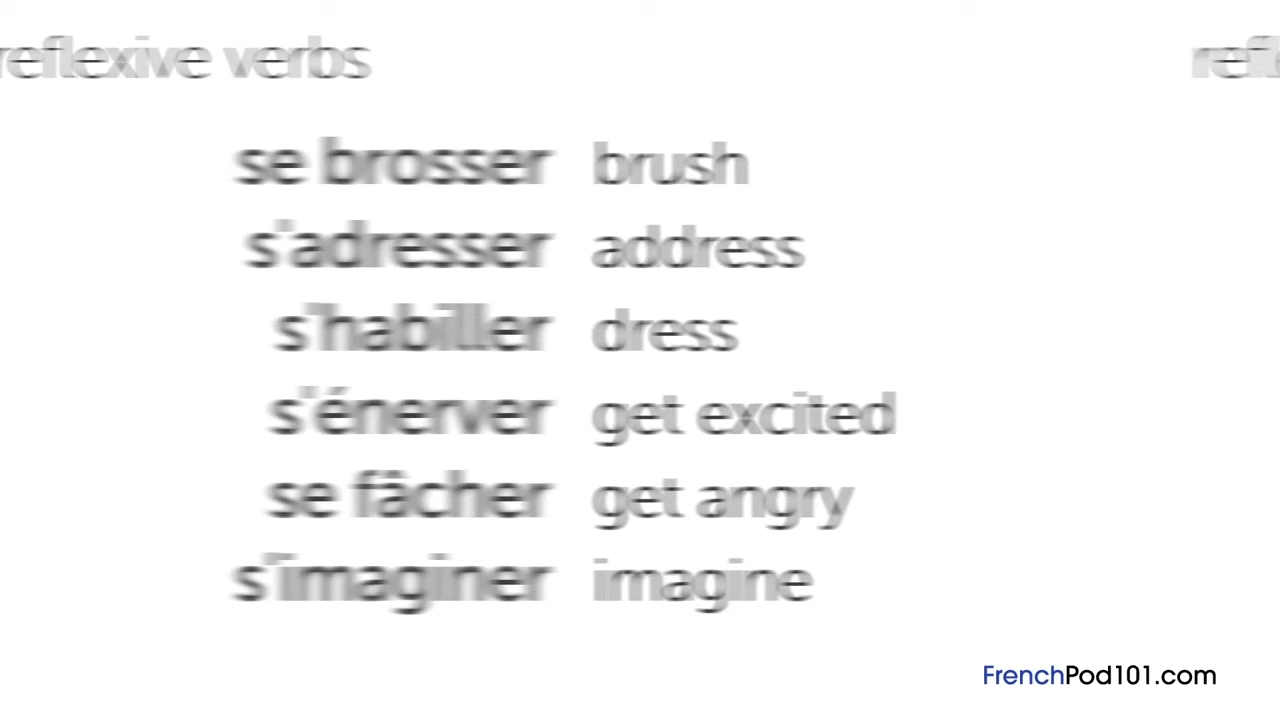 reflexive verbs
se brosser brush
s'adresser address
s'habiller dress
s'énerver get excited
se fâcher get angry
s'imaginer imagine
FrenchPod101.com